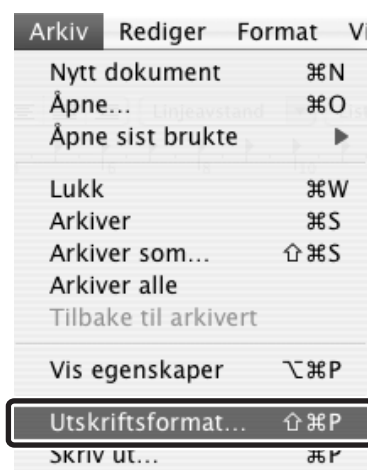 Arkiv Rediger Format Vi
Nytt dokument ⌘N
Åpne... ⌘O
Åpne sist brukte ▶
Lukk ⌘W
Arkiver ⌘S
Arkiver som... ⇧⌘S
Arkiver alle
Tilbake til arkivert
Vis egenskaper ⌥⌘P
Utskriftsformat... ⇧⌘P
Skriv ut... ⌘P